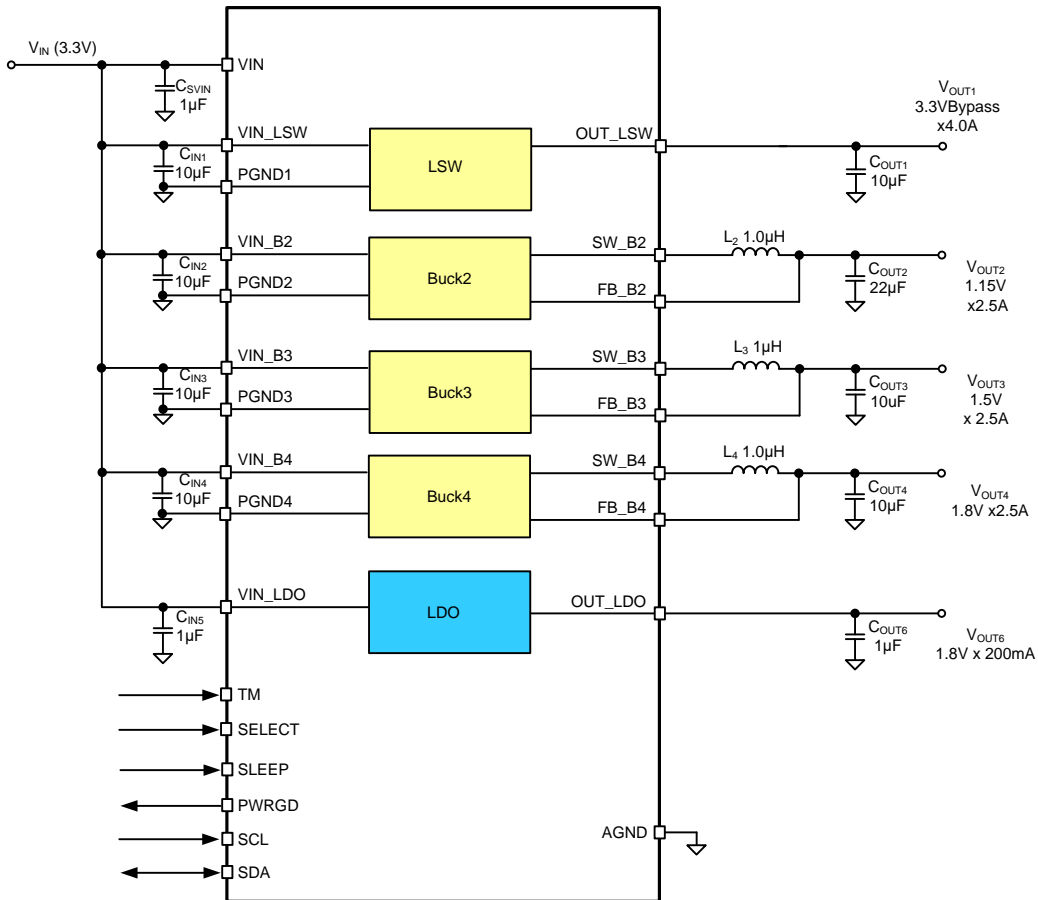 VIN (3.3V)
VIN
CSVIN
1µF
VOUT1
3.3VBypass
x4.0A
VIN_LSW
OUT_LSW
CIN1
10µF
LSW
COUT1
10µF
PGND1
VIN_B2
SW_B2
L2 1.0µH
CIN2
10µF
Buck2
COUT2
22µF
VOUT2
1.15V
x2.5A
PGND2
FB_B2
VIN_B3
SW_B3
L3 1µH
CIN3
10µF
Buck3
COUT3
10uF
VOUT3
1.5V
x 2.5A
PGND3
FB_B3
VIN_B4
SW_B4
L4 1.0µH
CIN4
10µF
Buck4
COUT4
10µF
VOUT4
1.8V x2.5A
PGND4
FB_B4
VIN_LDO
OUT_LDO
CIN5
1µF
LDO
COUT6
1µF
VOUT6
1.8V x 200mA
TM
SELECT
SLEEP
PWRGD
SCL
SDA
AGND